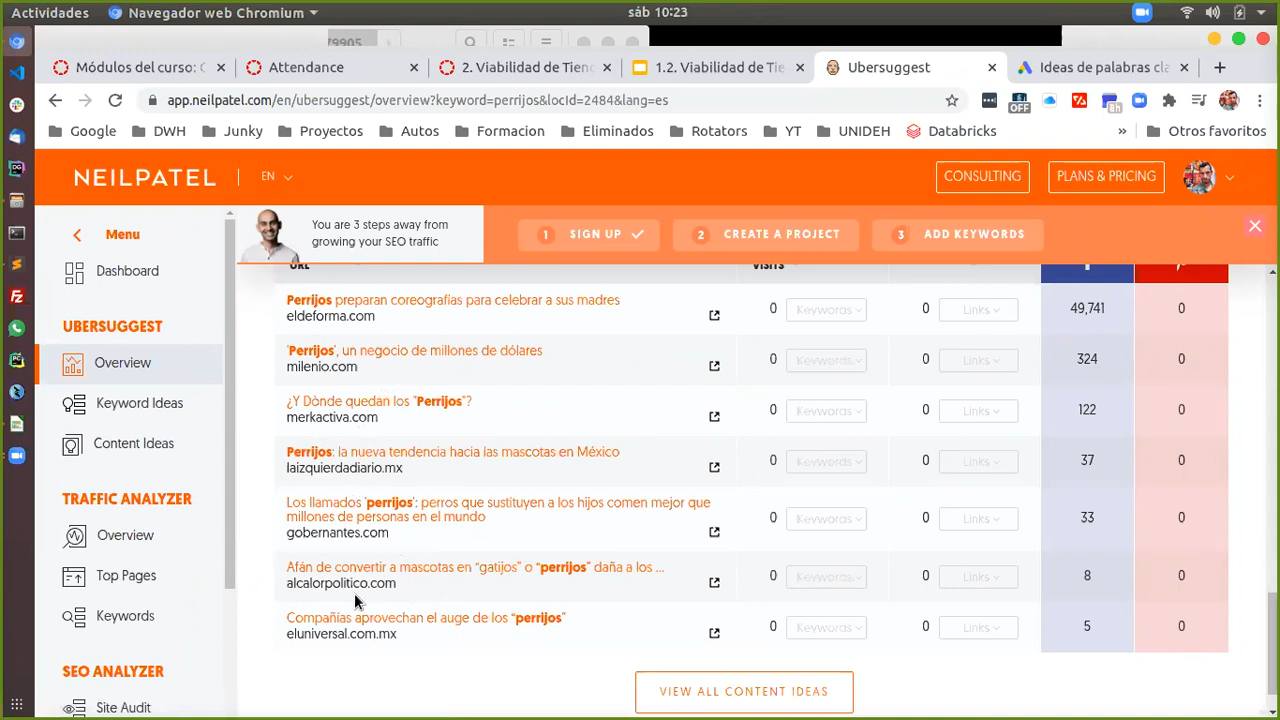 Actividades
Navegador web Chromium
sáb 10:23
79905
Módulos del curso: C
Attendance
2. Viabilidad de Tien
1.2. Viabilidad de Tie
Ubersuggest
Ideas de palabras cla
app.neilpatel.com/en/ubersuggest/overview?keyword=perrijos&locId=2484&lang=es
OFF
8h
Google
DWH
Junky
Proyectos
Autos
Formacion
Eliminados
Rotators
YT
UNIDEH
Databricks
»
Otros favoritos
NEILPATEL
EN
CONSULTING
PLANS & PRICING
You are 3 steps away from
growing your SEO traffic
1 SIGN UP
2 CREATE A PROJECT
3 ADD KEYWORDS
Menu
Dashboard
UBERSUGGEST
Overview
Keyword Ideas
Content Ideas
TRAFFIC ANALYZER
Overview
Top Pages
Keywords
SEO ANALYZER
Site Audit
URL
VISITS
Perrijos preparan coreografías para celebrar a sus madres
eldeforma.com
0 Keywords 0 Links 49,741 0
'Perrijos', un negocio de millones de dólares
milenio.com
0 Keywords 0 Links 324 0
¿Y Dònde quedan los "Perrijos"?
merkactiva.com
0 Keywords 0 Links 122 0
Perrijos: la nueva tendencia hacia las mascotas en México
laizquierdadiario.mx
0 Keywords 0 Links 37 0
Los llamados 'perrijos': perros que sustituyen a los hijos comen mejor que
millones de personas en el mundo
gobernantes.com
0 Keywords 0 Links 33 0
Afán de convertir a mascotas en “gatijos” o “perrijos” daña a los ...
alcalorpolitico.com
0 Keywords 0 Links 8 0
Compañías aprovechan el auge de los “perrijos”
eluniversal.com.mx
0 Keywords 0 Links 5 0
VIEW ALL CONTENT IDEAS